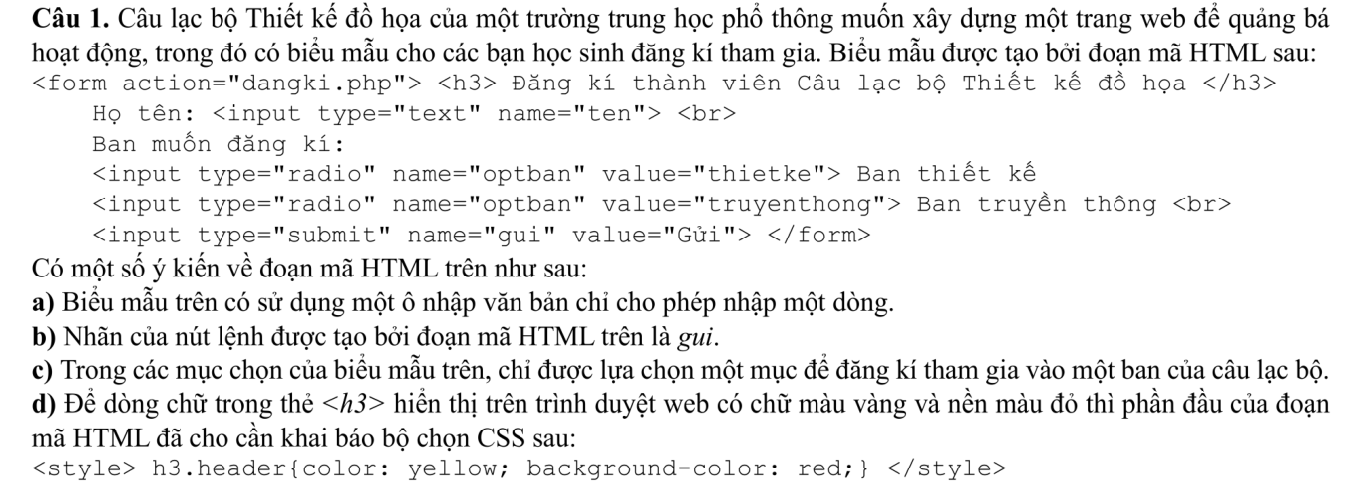 Câu 1. Câu lạc bộ Thiết kế đồ họa của một trường trung học phổ thông muốn xây dựng một trang web để quảng bá
hoạt động, trong đó có biểu mẫu cho các bạn học sinh đăng kí tham gia. Biểu mẫu được tạo bởi đoạn mã HTML sau:
<form action="dangki.php"> <h3> Đăng kí thành viên Câu lạc bộ Thiết kế đồ họa </h3>
Họ tên: <input type="text" name="ten"> <br>
Ban muốn đăng kí:
<input type="radio" name="optban" value="thietke"> Ban thiết kế
<input type="radio" name="optban" value="truyenthong"> Ban truyền thông <br>
<input type="submit" name="gui" value="Gửi"> </form>
Có một số ý kiến về đoạn mã HTML trên như sau:
a) Biểu mẫu trên có sử dụng một ô nhập văn bản chỉ cho phép nhập một dòng.
b) Nhãn của nút lệnh được tạo bởi đoạn mã HTML trên là gui.
c) Trong các mục chọn của biểu mẫu trên, chỉ được lựa chọn một mục để đăng kí tham gia vào một ban của câu lạc bộ.
d) Để dòng chữ trong thẻ <h3> hiển thị trên trình duyệt web có chữ màu vàng và nền màu đỏ thì phần đầu của đoạn
mã HTML đã cho cần khai báo bộ chọn CSS sau:
<style> h3.header{color: yellow; background-color: red;} </style>